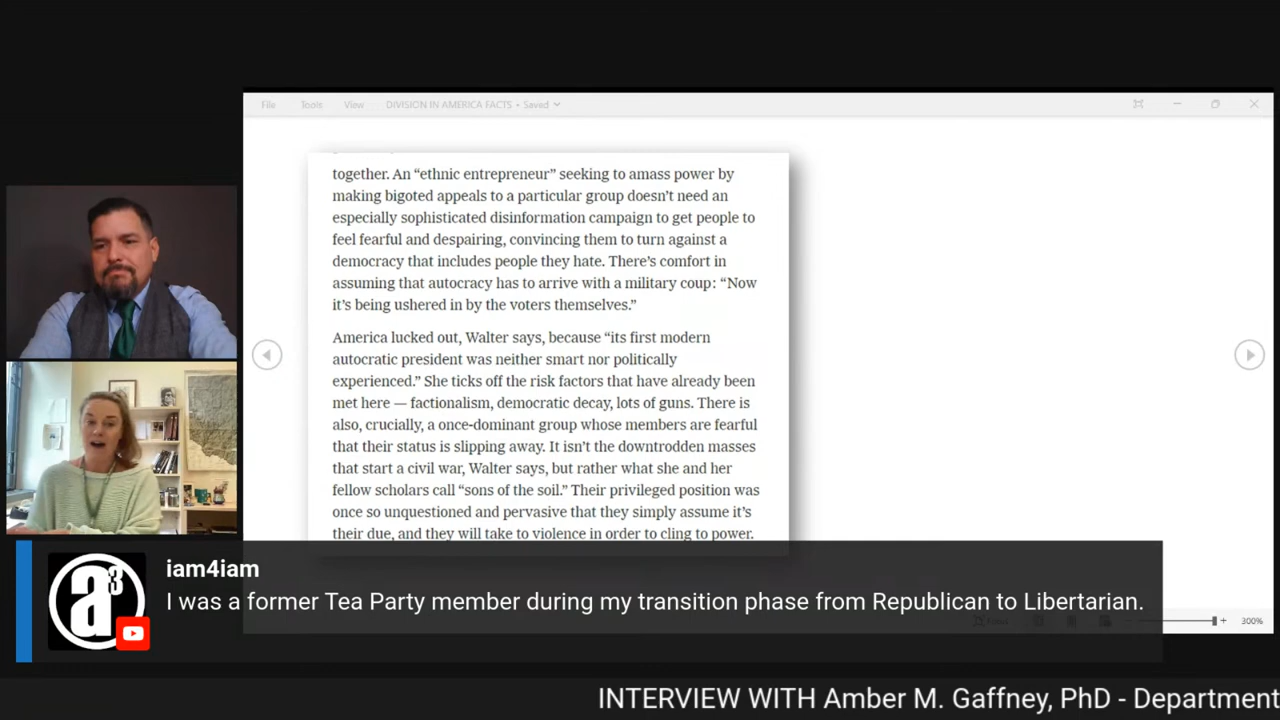 File Tools View DIVISION IN AMERICA FACTS • Saved
together. An “ethnic entrepreneur” seeking to amass power by
making bigoted appeals to a particular group doesn’t need an
especially sophisticated disinformation campaign to get people to
feel fearful and despairing, convincing them to turn against a
democracy that includes people they hate. There’s comfort in
assuming that autocracy has to arrive with a military coup: “Now
it’s being ushered in by the voters themselves.”
America lucked out, Walter says, because “its first modern
autocratic president was neither smart nor politically
experienced.” She ticks off the risk factors that have already been
met here — factionalism, democratic decay, lots of guns. There is
also, crucially, a once-dominant group whose members are fearful
that their status is slipping away. It isn’t the downtrodden masses
that start a civil war, Walter says, but rather what she and her
fellow scholars call “sons of the soil.” Their privileged position was
once so unquestioned and pervasive that they simply assume it’s
their due, and they will take to violence in order to cling to power.
a3
iam4iam
I was a former Tea Party member during my transition phase from Republican to Libertarian.
Focus
300%
INTERVIEW WITH Amber M. Gaffney, PhD - Department